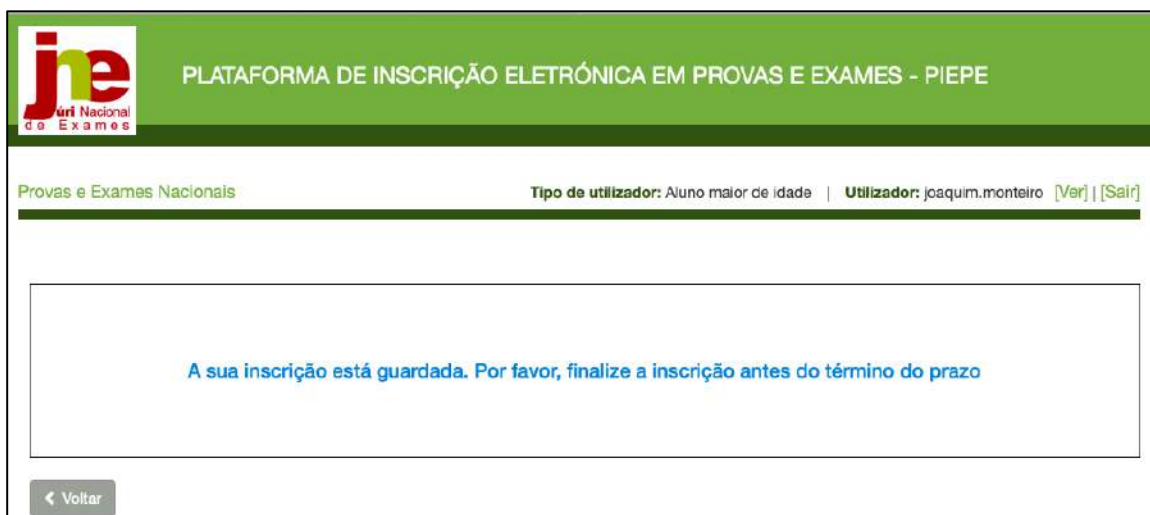 jne
Júri Nacional
de Exames
PLATAFORMA DE INSCRIÇÃO ELETRÓNICA EM PROVAS E EXAMES - PIEPE
Provas e Exames Nacionais
Tipo de utilizador: Aluno maior de idade | Utilizador: joaquim.monteiro [Ver] | [Sair]
A sua inscrição está guardada. Por favor, finalize a inscrição antes do término do prazo
Voltar